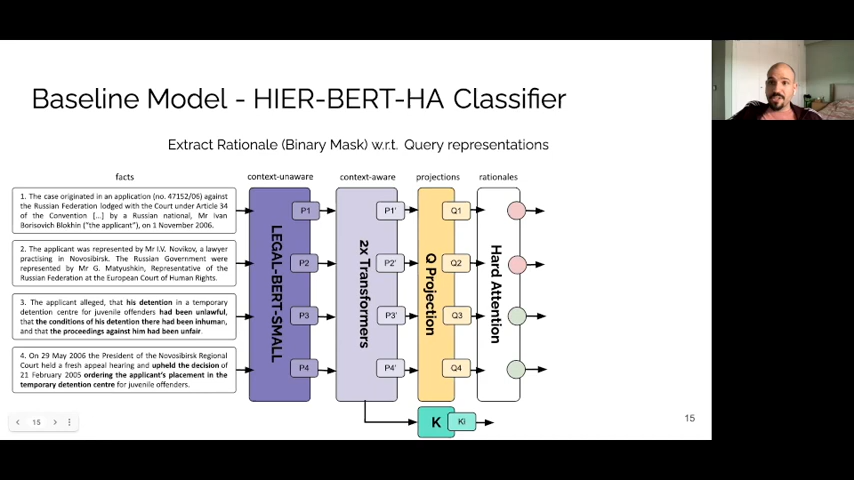 Baseline Model - HIER-BERT-HA Classifier
Extract Rationale (Binary Mask) w.r.t. Query representations
facts
context-unaware
context-aware
projections
rationales
1. The case originated in an application (no. 47152/06) against
the Russian Federation lodged with the Court under Article 34
of the Convention [...] by a Russian national, Mr Ivan
Borisovich Blokhin ("the applicant"), on 1 November 2006.
2. The applicant was represented by Mr I.V. Novikov, a lawyer
practising in Novosibirsk. The Russian Government were
represented by Mr G. Matyushkin, Representative of the
Russian Federation at the European Court of Human Rights.
3. The applicant alleged, that his detention in a temporary
detention centre for juvenile offenders had been unlawful,
that the conditions of his detention there had been inhuman,
and that the proceedings against him had been unfair.
4. On 29 May 2006 the President of the Novosibirsk Regional
Court held a fresh appeal hearing and upheld the decision of
21 February 2005 ordering the applicant's placement in the
temporary detention centre for juvenile offenders.
LEGAL-BERT-SMALL
P1
P2
P3
P4
2x Transformers
P1'
P2'
P3'
P4'
Q Projection
Q1
Q2
Q3
Q4
Hard Attention
K
Ki
15
15